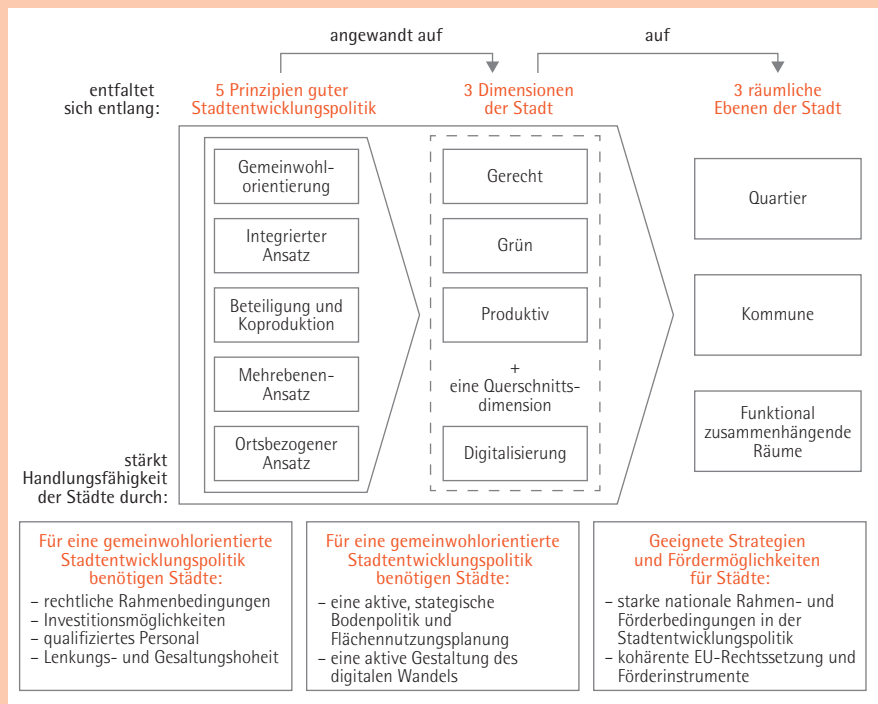 angewandt auf
auf
entfaltet
sich entlang:
5 Prinzipien guter
Stadtentwicklungspolitik
3 Dimensionen
der Stadt
3 räumliche
Ebenen der Stadt
Gemeinwohl-
orientierung
Integrierter
Ansatz
Beteiligung und
Koproduktion
Mehrebenen-
Ansatz
Ortsbezogener
Ansatz
Gerecht
Grün
Produktiv
+
eine Querschnitts-
dimension
Digitalisierung
Quartier
Kommune
Funktional
zusammenhängende
Räume
stärkt
Handlungsfähigkeit
der Städte durch:
Für eine gemeinwohlorientierte
Stadtentwicklungspolitik
benötigen Städte:
– rechtliche Rahmenbedingungen
– Investitionsmöglichkeiten
– qualifiziertes Personal
– Lenkungs- und Gesaltungshoheit
Für eine gemeinwohlorientierte
Stadtentwicklungspolitik
benötigen Städte:
– eine aktive, stategische
Bodenpolitik und
Flächennutzungsplanung
– eine aktive Gestaltung des
digitalen Wandels
Geeignete Strategien
und Fördermöglichkeiten
für Städte:
– starke nationale Rahmen- und
Förderbedingungen in der
Stadtentwicklungspolitik
– kohärente EU-Rechtssetzung und
Förderinstrumente